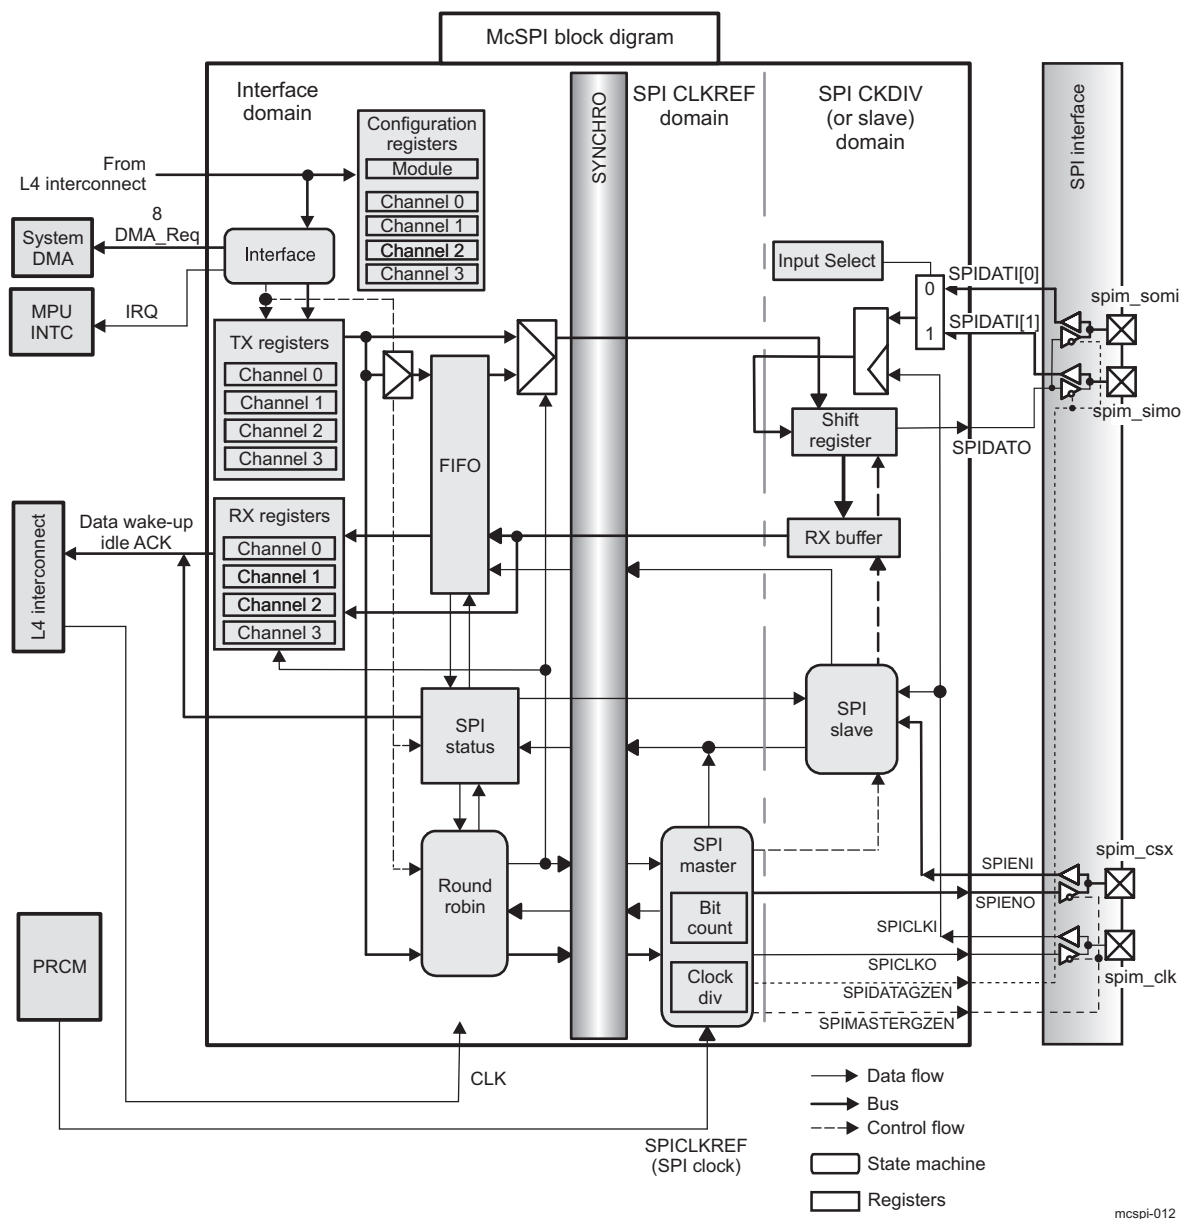 McSPI block digram
Interface
domain
SYNCHRO
SPI CLKREF
domain
SPI CKDIV
(or slave)
domain
SPI interface
Configuration
registers
Module
Channel 0
Channel 1
Channel 2
Channel 3
From
L4 interconnect
8
DMA_Req
System
DMA
Interface
MPU
INTC
IRQ
Input Select
0
1
SPIDATI[0]
SPIDATI[1]
spim_somi
spim_simo
TX registers
Channel 0
Channel 1
Channel 2
Channel 3
FIFO
Shift
register
SPIDATO
RX registers
Channel 0
Channel 1
Channel 2
Channel 3
RX buffer
Data wake-up
idle ACK
L4 interconnect
SPI
status
SPI
slave
Round
robin
SPI
master
Bit
count
Clock
div
SPIENI
SPIENO
SPICLKI
SPICLKO
SPIDATAGZEN
SPIMASTERGZEN
spim_csx
spim_clk
PRCM
CLK
SPICLKREF
(SPI clock)
Data flow
Bus
Control flow
State machine
Registers
mcspi-012